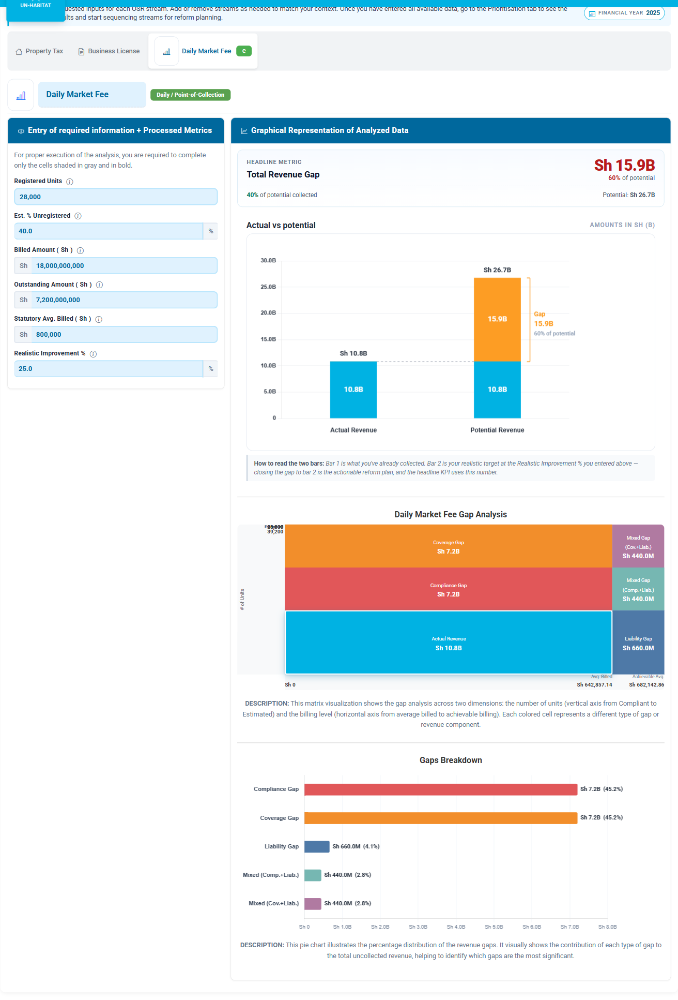 UN-HABITAT
uested inputs for each OSR stream. Add or remove streams as needed to match your context. Once you have entered all available data, go to the Prioritisation tab to see the
ults and start sequencing streams for reform planning.
FINANCIAL YEAR 2025
Property Tax
Business License
Daily Market Fee
C
Daily Market Fee
Daily / Point-of-Collection
Entry of required information + Processed Metrics
For proper execution of the analysis, you are required to complete
only the cells shaded in gray and in bold.
Registered Units
28,000
Est. % Unregistered
40.0
%
Billed Amount ( Sh )
Sh 18,000,000,000
Outstanding Amount ( Sh )
Sh 7,200,000,000
Statutory Avg. Billed ( Sh )
Sh 800,000
Realistic Improvement %
25.0
%
Graphical Representation of Analyzed Data
HEADLINE METRIC
Total Revenue Gap
Sh 15.9B
60% of potential
40% of potential collected
Potential: Sh 26.7B
Actual vs potential
AMOUNTS IN SH (B)
30.0B
25.0B
20.0B
15.0B
10.0B
5.0B
0
Sh 10.8B
10.8B
Sh 26.7B
15.9B
10.8B
Gap
15.9B
60% of potential
Actual Revenue
Potential Revenue
How to read the two bars: Bar 1 is what you've already collected. Bar 2 is your realistic target at the Realistic Improvement % you entered above —
closing the gap to bar 2 is the actionable reform plan, and the headline KPI uses this number.
Daily Market Fee Gap Analysis
39,200
# of Units
Coverage Gap
Sh 7.2B
Mixed Gap
(Cov.+Liab.)
Sh 440.0M
Compliance Gap
Sh 7.2B
Mixed Gap
(Comp.+Liab.)
Sh 440.0M
Actual Revenue
Sh 10.8B
Liability Gap
Sh 660.0M
Sh 0
Avg. Billed
Sh 642,857.14
Achievable Avg.
Sh 682,142.86
DESCRIPTION: This matrix visualization shows the gap analysis across two dimensions: the number of units (vertical axis from Compliant to
Estimated) and the billing level (horizontal axis from average billed to achievable billing). Each colored cell represents a different type of gap or
revenue component.
Gaps Breakdown
Compliance Gap
Sh 7.2B (45.2%)
Coverage Gap
Sh 7.2B (45.2%)
Liability Gap
Sh 660.0M (4.1%)
Mixed (Comp.+Liab.)
Sh 440.0M (2.8%)
Mixed (Cov.+Liab.)
Sh 440.0M (2.8%)
Sh 0
Sh 1.0B
Sh 2.0B
Sh 3.0B
Sh 4.0B
Sh 5.0B
Sh 6.0B
Sh 7.0B
Sh 8.0B
DESCRIPTION: This pie chart illustrates the percentage distribution of the revenue gaps. It visually shows the contribution of each type of gap to
the total uncollected revenue, helping to identify which gaps are the most significant.